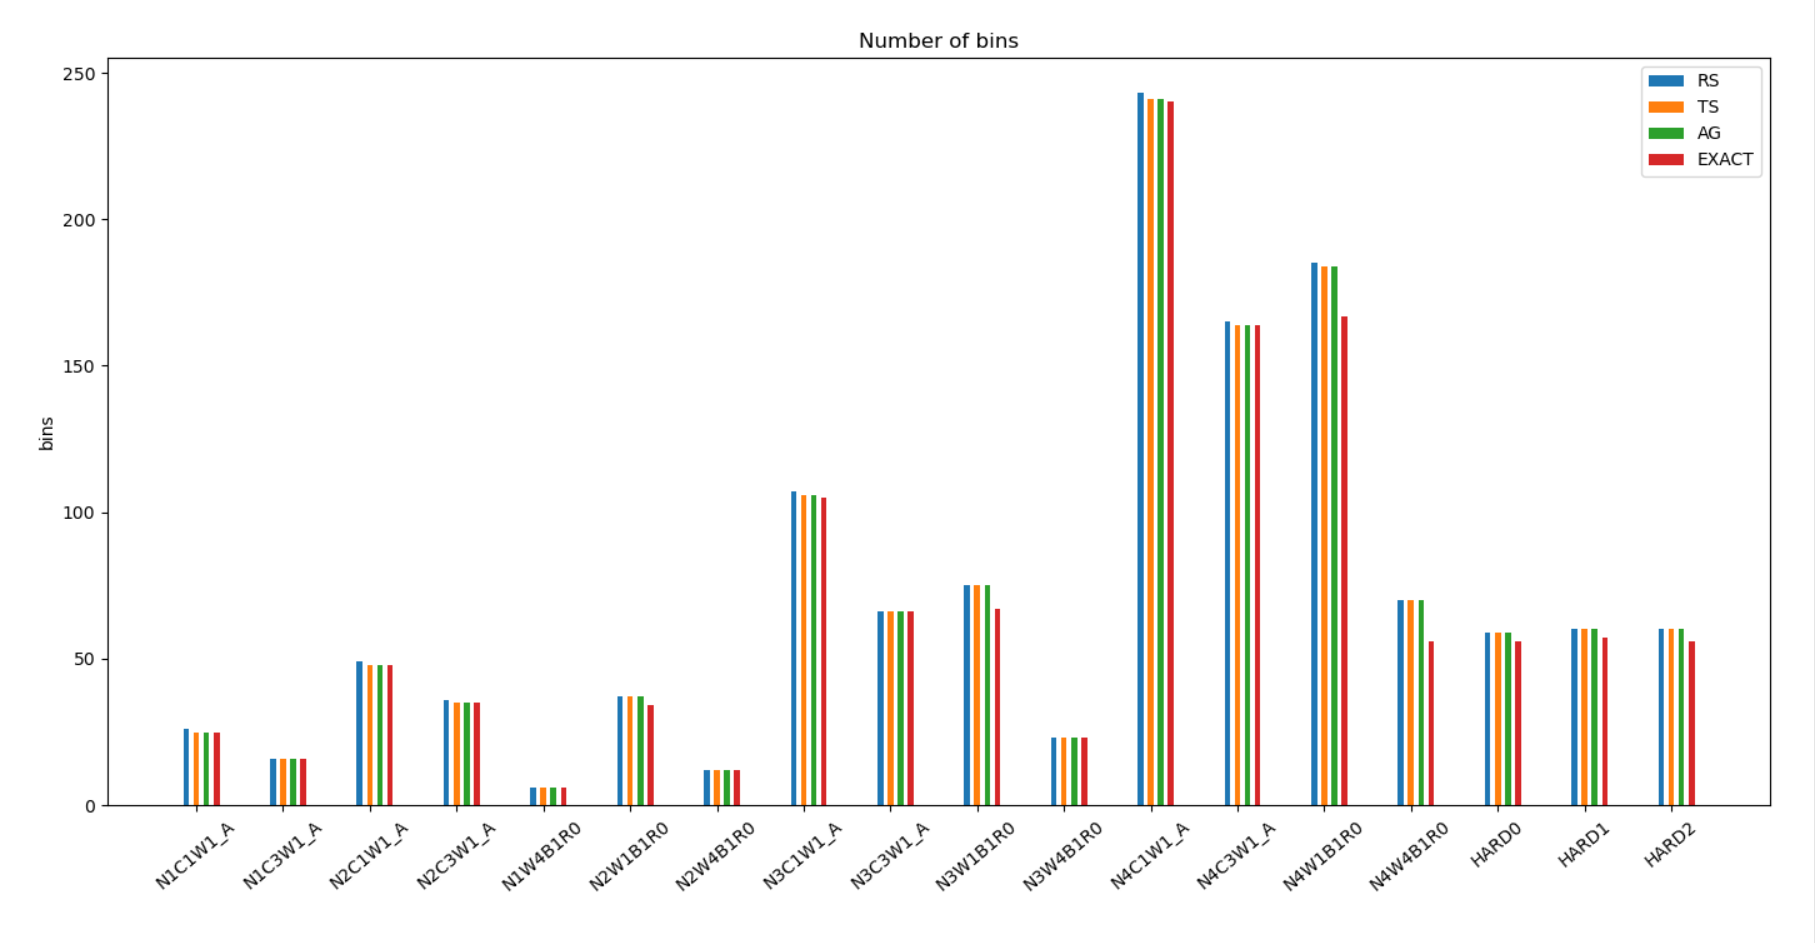 Number of bins
250
200
150
100
50
0
bins
RS
TS
AG
EXACT
N1C1W1_A
N1C3W1_A
N2C1W1_A
N2C3W1_A
N1W4B1R0
N2W1B1R0
N2W4B1R0
N3C1W1_A
N3C3W1_A
N3W1B1R0
N3W4B1R0
N4C1W1_A
N4C3W1_A
N4W1B1R0
N4W4B1R0
HARD0
HARD1
HARD2